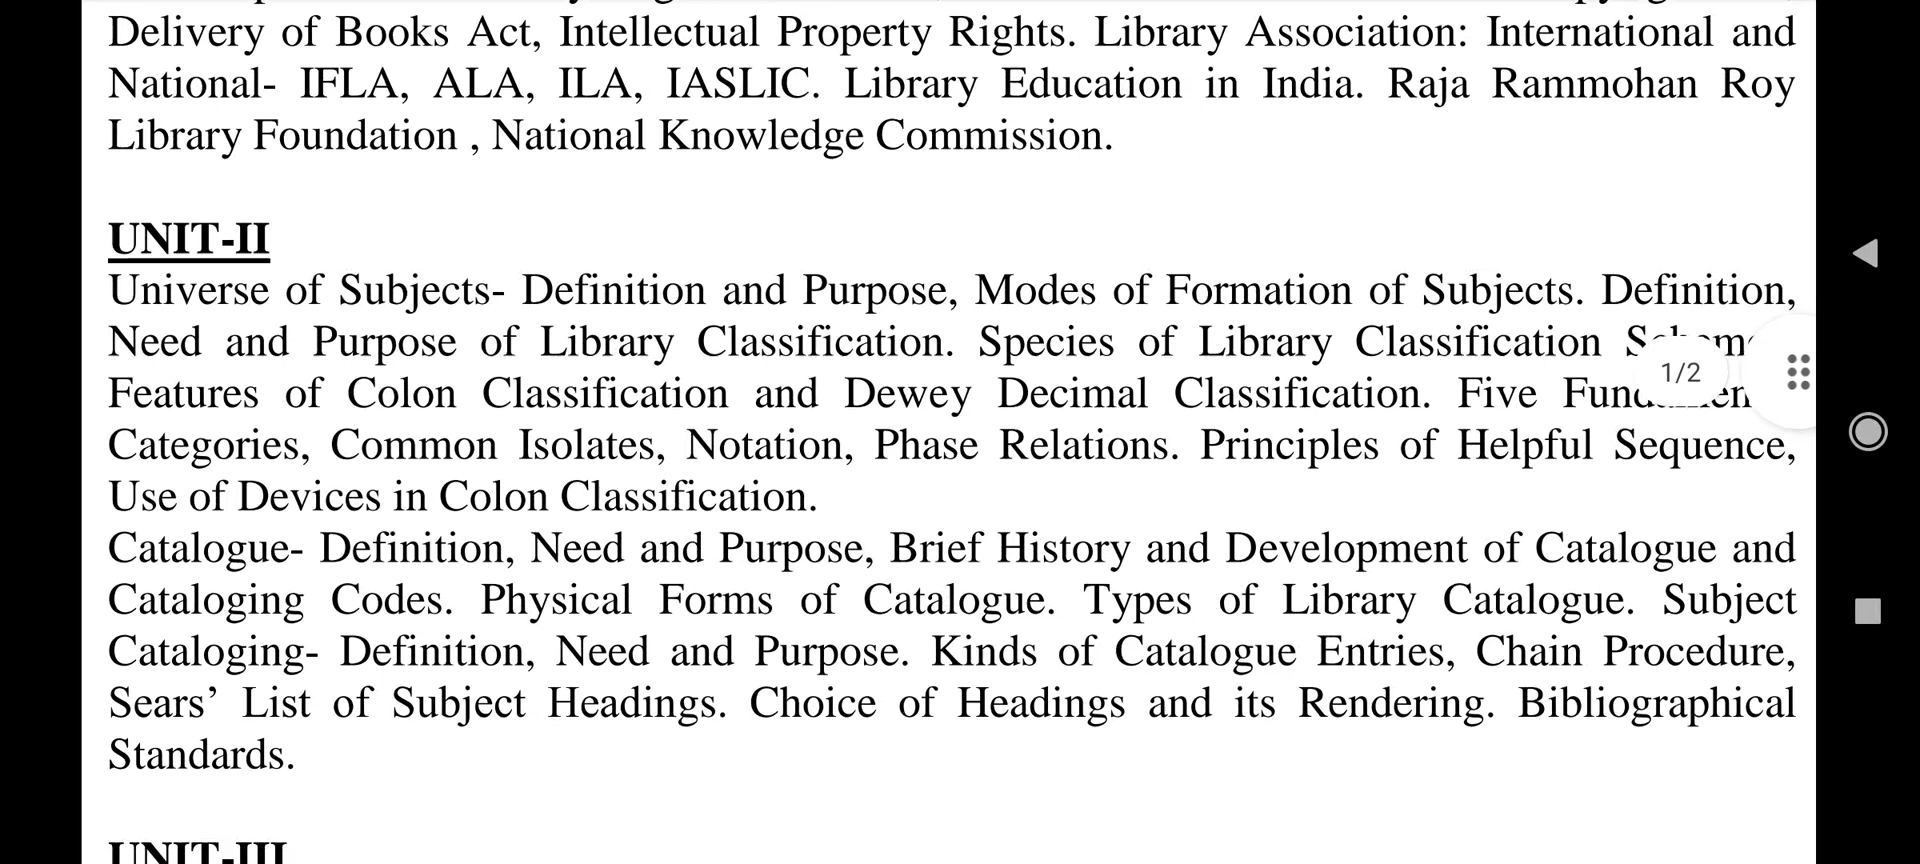 Delivery of Books Act, Intellectual Property Rights. Library Association: International and
National- IFLA, ALA, ILA, IASLIC. Library Education in India. Raja Rammohan Roy
Library Foundation , National Knowledge Commission.
UNIT-II
Universe of Subjects- Definition and Purpose, Modes of Formation of Subjects. Definition,
Need and Purpose of Library Classification. Species of Library Classification
1/2
Features of Colon Classification and Dewey Decimal Classification. Five
Categories, Common Isolates, Notation, Phase Relations. Principles of Helpful Sequence,
Use of Devices in Colon Classification.
Catalogue- Definition, Need and Purpose, Brief History and Development of Catalogue and
Cataloging Codes. Physical Forms of Catalogue. Types of Library Catalogue. Subject
Cataloging- Definition, Need and Purpose. Kinds of Catalogue Entries, Chain Procedure,
Sears’ List of Subject Headings. Choice of Headings and its Rendering. Bibliographical
Standards.
UNIT-III